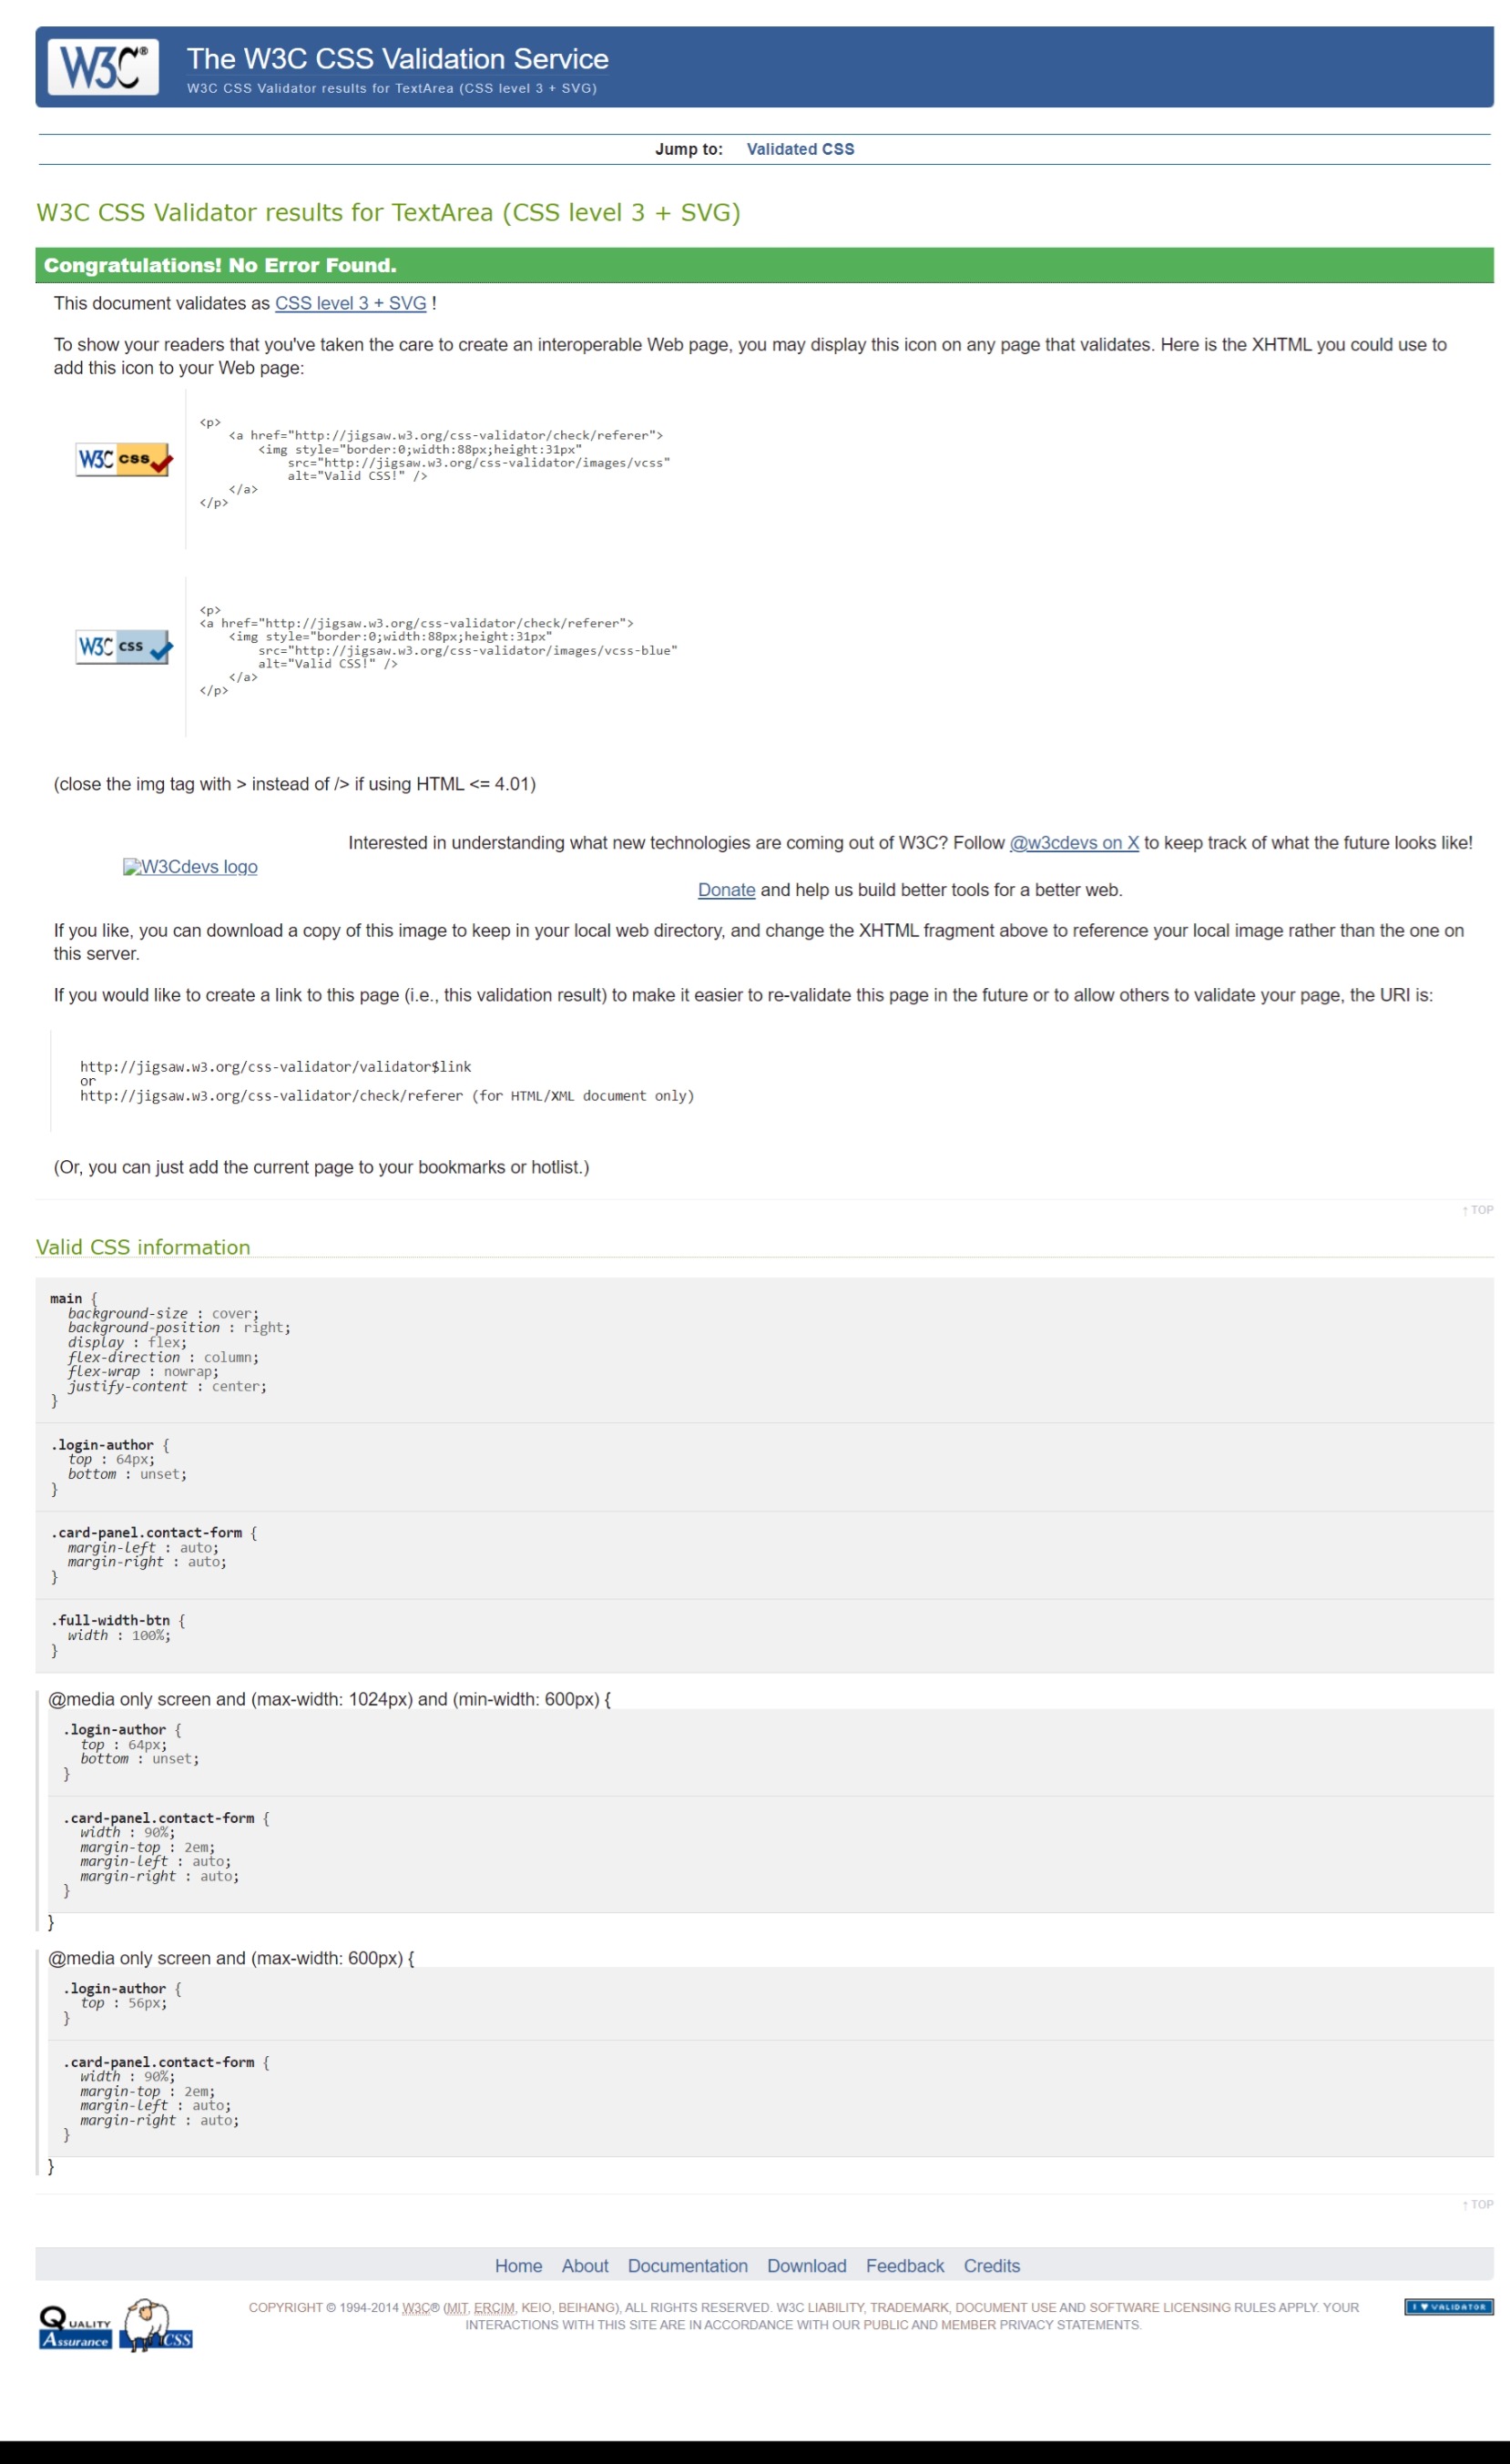 W3C®
The W3C CSS Validation Service
W3C CSS Validator results for TextArea (CSS level 3 + SVG)
Jump to: Validated CSS
W3C CSS Validator results for TextArea (CSS level 3 + SVG)
Congratulations! No Error Found.
This document validates as CSS level 3 + SVG !
To show your readers that you've taken the care to create an interoperable Web page, you may display this icon on any page that validates. Here is the XHTML you could use to
add this icon to your Web page:
W3C css
<p>
<a href="http://jigsaw.w3.org/css-validator/check/referer">
<img style="border:0;width:88px;height:31px"
src="http://jigsaw.w3.org/css-validator/images/vcss"
alt="Valid CSS!" />
</a>
</p>
W3C css
<p>
<a href="http://jigsaw.w3.org/css-validator/check/referer">
<img style="border:0;width:88px;height:31px"
src="http://jigsaw.w3.org/css-validator/images/vcss-blue"
alt="Valid CSS!" />
</a>
</p>
(close the img tag with > instead of /> if using HTML <= 4.01)
Interested in understanding what new technologies are coming out of W3C? Follow @w3cdevs on X to keep track of what the future looks like!
W3Cdevs logo
Donate and help us build better tools for a better web.
If you like, you can download a copy of this image to keep in your local web directory, and change the XHTML fragment above to reference your local image rather than the one on
this server.
If you would like to create a link to this page (i.e., this validation result) to make it easier to re-validate this page in the future or to allow others to validate your page, the URI is:
http://jigsaw.w3.org/css-validator/validator$link
or
http://jigsaw.w3.org/css-validator/check/referer (for HTML/XML document only)
(Or, you can just add the current page to your bookmarks or hotlist.)
↑ TOP
Valid CSS information
main {
background-size : cover;
background-position : right;
display : flex;
flex-direction : column;
flex-wrap : nowrap;
justify-content : center;
}
.login-author {
top : 64px;
bottom : unset;
}
.card-panel.contact-form {
margin-left : auto;
margin-right : auto;
}
.full-width-btn {
width : 100%;
}
@media only screen and (max-width: 1024px) and (min-width: 600px) {
.login-author {
top : 64px;
bottom : unset;
}
.card-panel.contact-form {
width : 90%;
margin-top : 2em;
margin-left : auto;
margin-right : auto;
}
}
@media only screen and (max-width: 600px) {
.login-author {
top : 56px;
}
.card-panel.contact-form {
width : 90%;
margin-top : 2em;
margin-left : auto;
margin-right : auto;
}
}
↑ TOP
Home About Documentation Download Feedback Credits
Quality
Assurance
CSS
COPYRIGHT © 1994-2014 W3C® (MIT, ERCIM, KEIO, BEIHANG), ALL RIGHTS RESERVED. W3C LIABILITY, TRADEMARK, DOCUMENT USE AND SOFTWARE LICENSING RULES APPLY. YOUR
INTERACTIONS WITH THIS SITE ARE IN ACCORDANCE WITH OUR PUBLIC AND MEMBER PRIVACY STATEMENTS.
I ♥ VALIDATOR